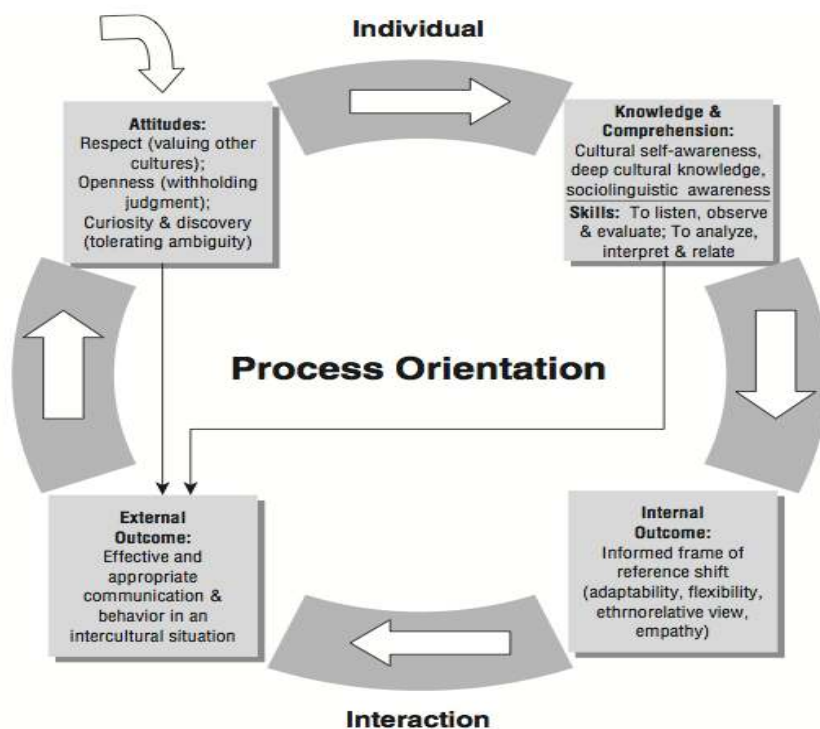 Individual
Attitudes:
Respect (valuing other
cultures);
Openness (withholding
judgment);
Curiosity & discovery
(tolerating ambiguity)
Knowledge &
Comprehension:
Cultural self-awareness,
deep cultural knowledge,
sociolinguistic awareness
Skills: To listen, observe
& evaluate; To analyze,
interpret & relate
Process Orientation
External
Outcome:
Effective and
appropriate
communication &
behavior in an
intercultural situation
Internal
Outcome:
Informed frame of
reference shift
(adaptability, flexibility,
ethrnorelative view,
empathy)
Interaction